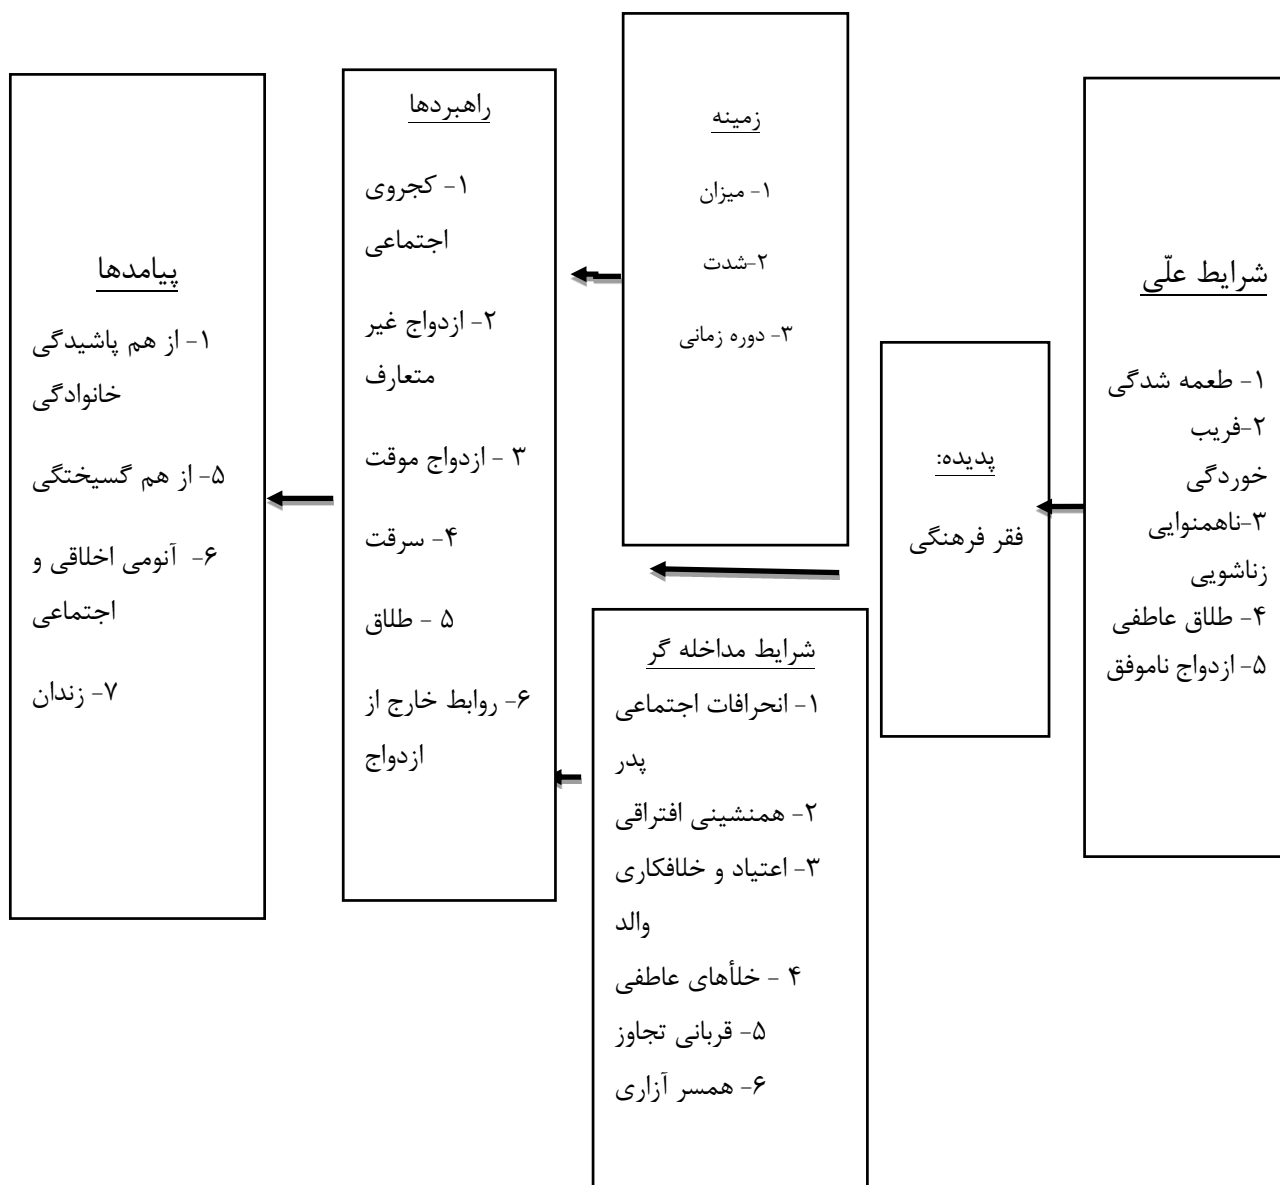 شرایط علّی
۱- طعمه شدگی
۲-فریب
خوردگی
۳-ناهمنوایی
زناشویی
۴- طلاق عاطفی
۵- ازدواج ناموفق
پدیده:
فقر فرهنگی
زمینه
۱- میزان
۲-شدت
۳- دوره زمانی
شرایط مداخله گر
۱- انحرافات اجتماعی
پدر
۲- همنشینی افتراقی
۳- اعتیاد و خلافکاری
والد
۴ - خلأهای عاطفی
۵- قربانی تجاوز
۶- همسر آزاری
راهبردها
۱- کجروی
اجتماعی
۲- ازدواج غیر
متعارف
۳ - ازدواج موقت
۴- سرقت
۵ - طلاق
۶- روابط خارج از
ازدواج
پیامدها
۱- از هم پاشیدگی
خانوادگی
۵- از هم گسیختگی
۶- آنومی اخلاقی و
اجتماعی
۷- زندان